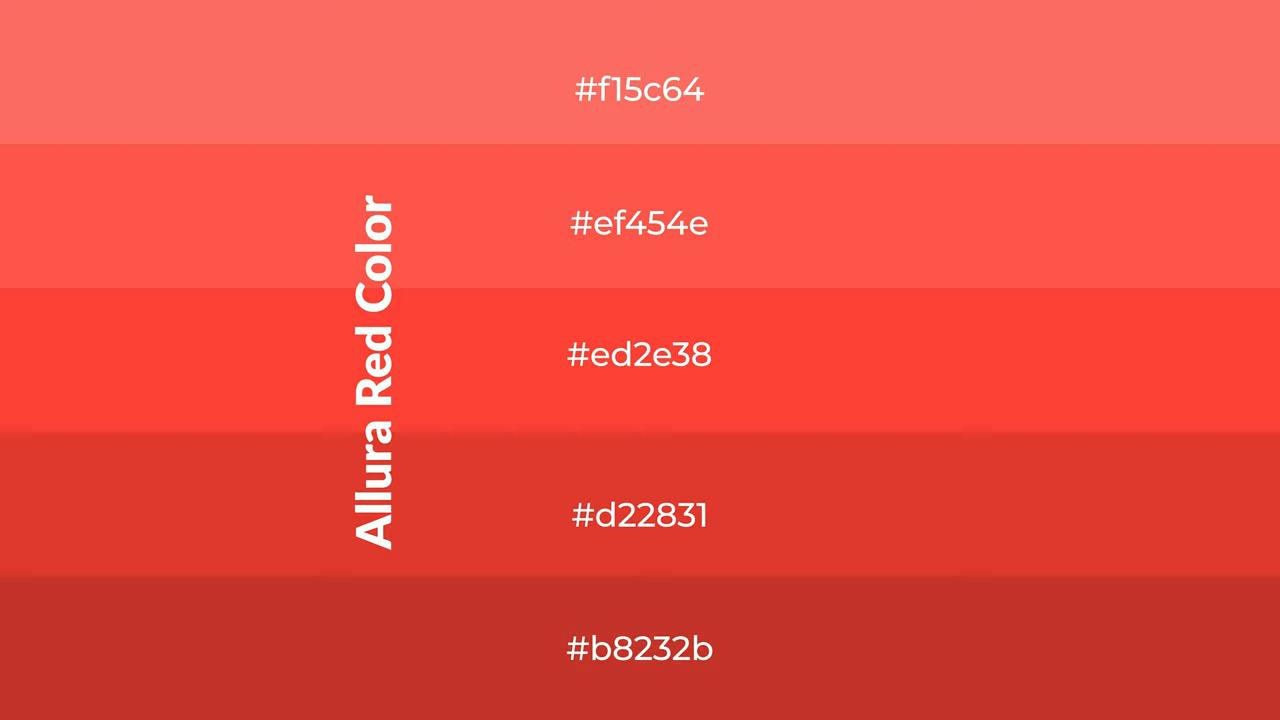 Allura Red Color
#f15c64
#ef454e
#ed2e38
#d22831
#b8232b